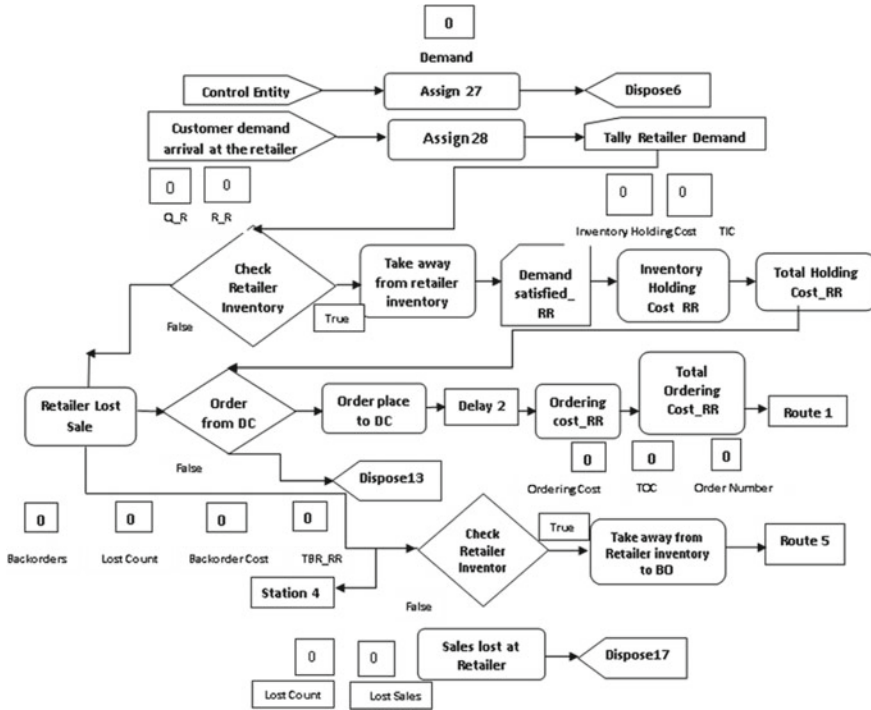 0
Demand
Control Entity
Assign 27
Dispose6
Customer demand
arrival at the retailer
Assign28
Tally Retailer Demand
0
0
Q_R
R_R
0
0
Inventory Holding Cost
TIC
Check
Retailer
Inventory
True
False
Take away
from retailer
inventory
Demand
satisfied_
RR
Inventory
Holding
Cost RR
Total Holding
Cost_RR
Retailer Lost
Sale
Order
from DC
False
Order place
to DC
Delay 2
Ordering
cost_RR
Total
Ordering
Cost_RR
Route 1
Dispose13
0
0
0
Ordering Cost
TOC
Order Number
0
0
0
0
Backorders
Lost Count
Backorder Cost
TBR_RR
Station 4
Check
Retailer
Inventor
True
False
Take away from
Retailer inventory
to BO
Route 5
0
0
Lost Count
Lost Sales
Sales lost at
Retailer
Dispose17